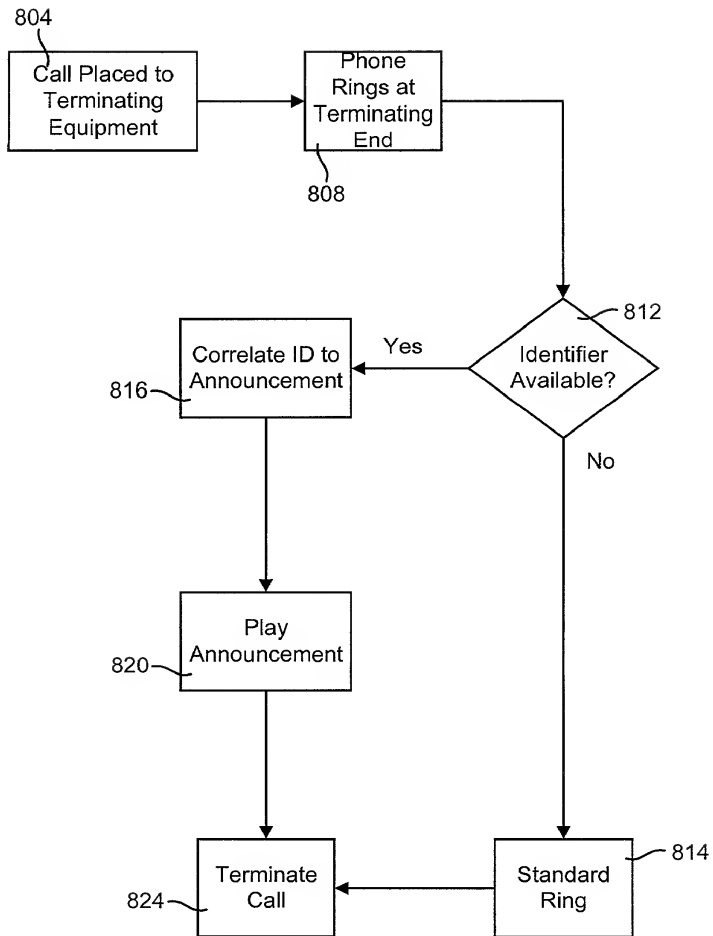 804
Call Placed to
Terminating
Equipment
Phone
Rings at
Terminating
End
808
812
Identifier
Available?
Yes
No
Correlate ID to
Announcement
816
Play
Announcement
820
Terminate
Call
824
Standard
Ring
814